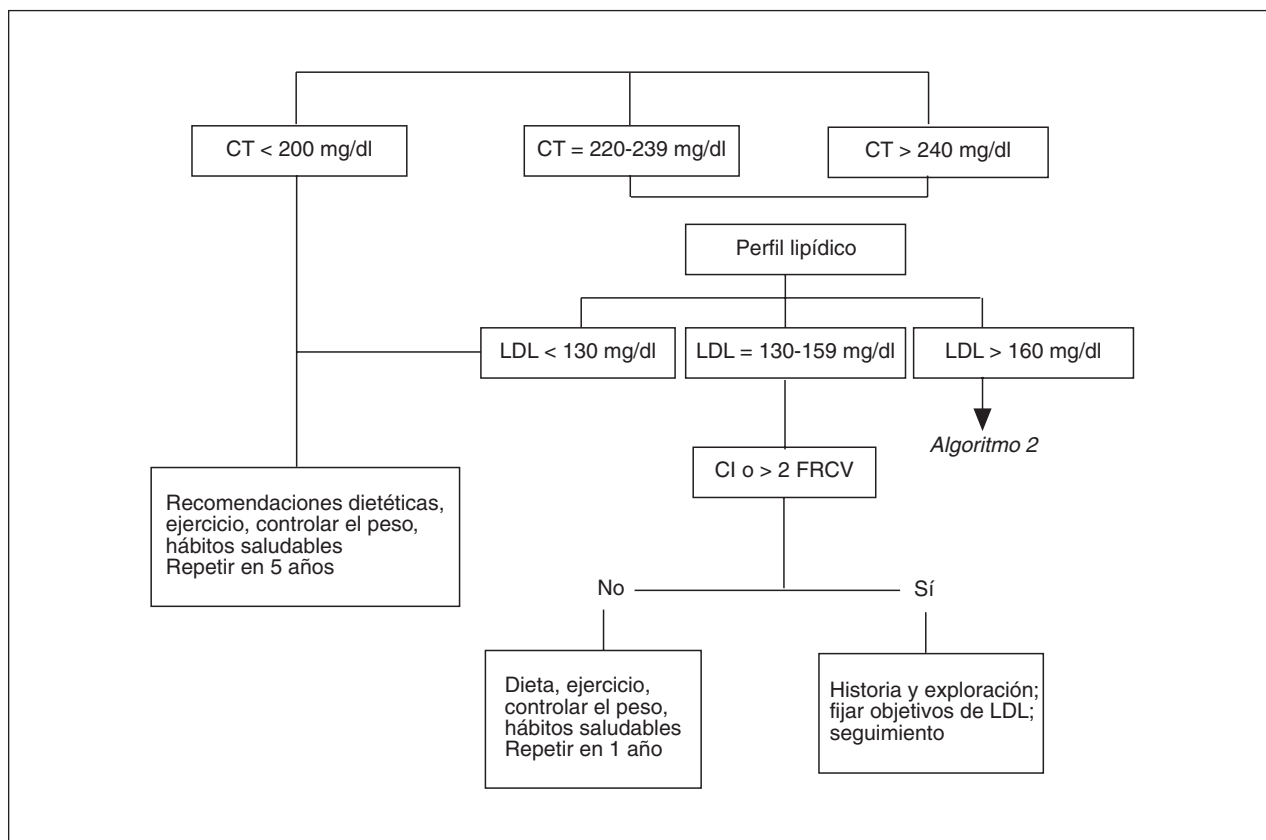 CT < 200 mg/dl
CT = 220-239 mg/dl
CT > 240 mg/dl
Perfil lipídico
LDL < 130 mg/dl
LDL = 130-159 mg/dl
LDL > 160 mg/dl
Algoritmo 2
CI o > 2 FRCV
Recomendaciones dietéticas,
ejercicio, controlar el peso,
hábitos saludables
Repetir en 5 años
No
Sí
Dieta, ejercicio,
controlar el peso,
hábitos saludables
Repetir en 1 año
Historia y exploración;
fijar objetivos de LDL;
seguimiento